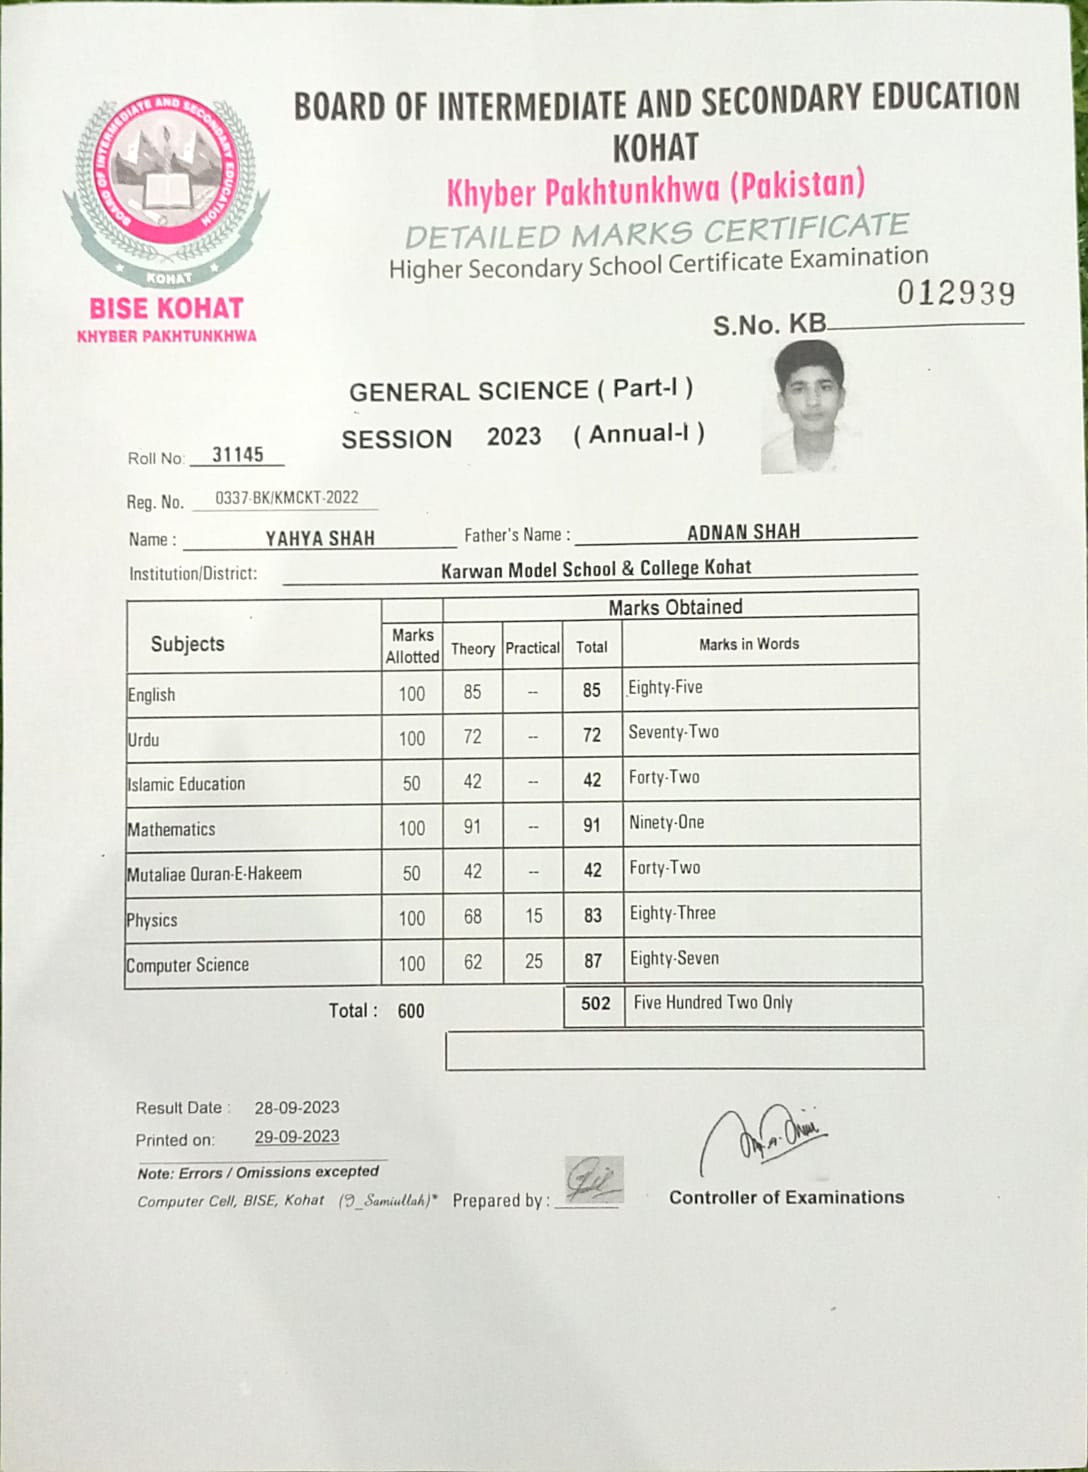 BOARD OF INTERMEDIATE AND SECONDARY EDUCATION
KOHAT
Khyber Pakhtunkhwa (Pakistan)
DETAILED MARKS CERTIFICATE
Higher Secondary School Certificate Examination
BOARD OF INTERMEDIATE AND SECONDARY EDUCATION
KOHAT
BISE KOHAT
KHYBER PAKHTUNKHWA
S.No. KB 012939
GENERAL SCIENCE ( Part-I )
SESSION 2023 ( Annual-I )
Roll No: 31145
Reg. No. 0337-BK/KMCKT-2022
Name : YAHYA SHAH Father's Name : ADNAN SHAH
Institution/District: Karwan Model School & College Kohat
Subjects Marks Allotted Marks Obtained
Theory Practical Total Marks in Words
English 100 85 -- 85 Eighty-Five
Urdu 100 72 -- 72 Seventy-Two
Islamic Education 50 42 -- 42 Forty-Two
Mathematics 100 91 -- 91 Ninety-One
Mutaliae Quran-E-Hakeem 50 42 -- 42 Forty-Two
Physics 100 68 15 83 Eighty-Three
Computer Science 100 62 25 87 Eighty-Seven
Total : 600 502 Five Hundred Two Only
Result Date : 28-09-2023
Printed on: 29-09-2023
Note: Errors / Omissions excepted
Computer Cell, BISE, Kohat (9_Samiullah)* Prepared by :
Controller of Examinations